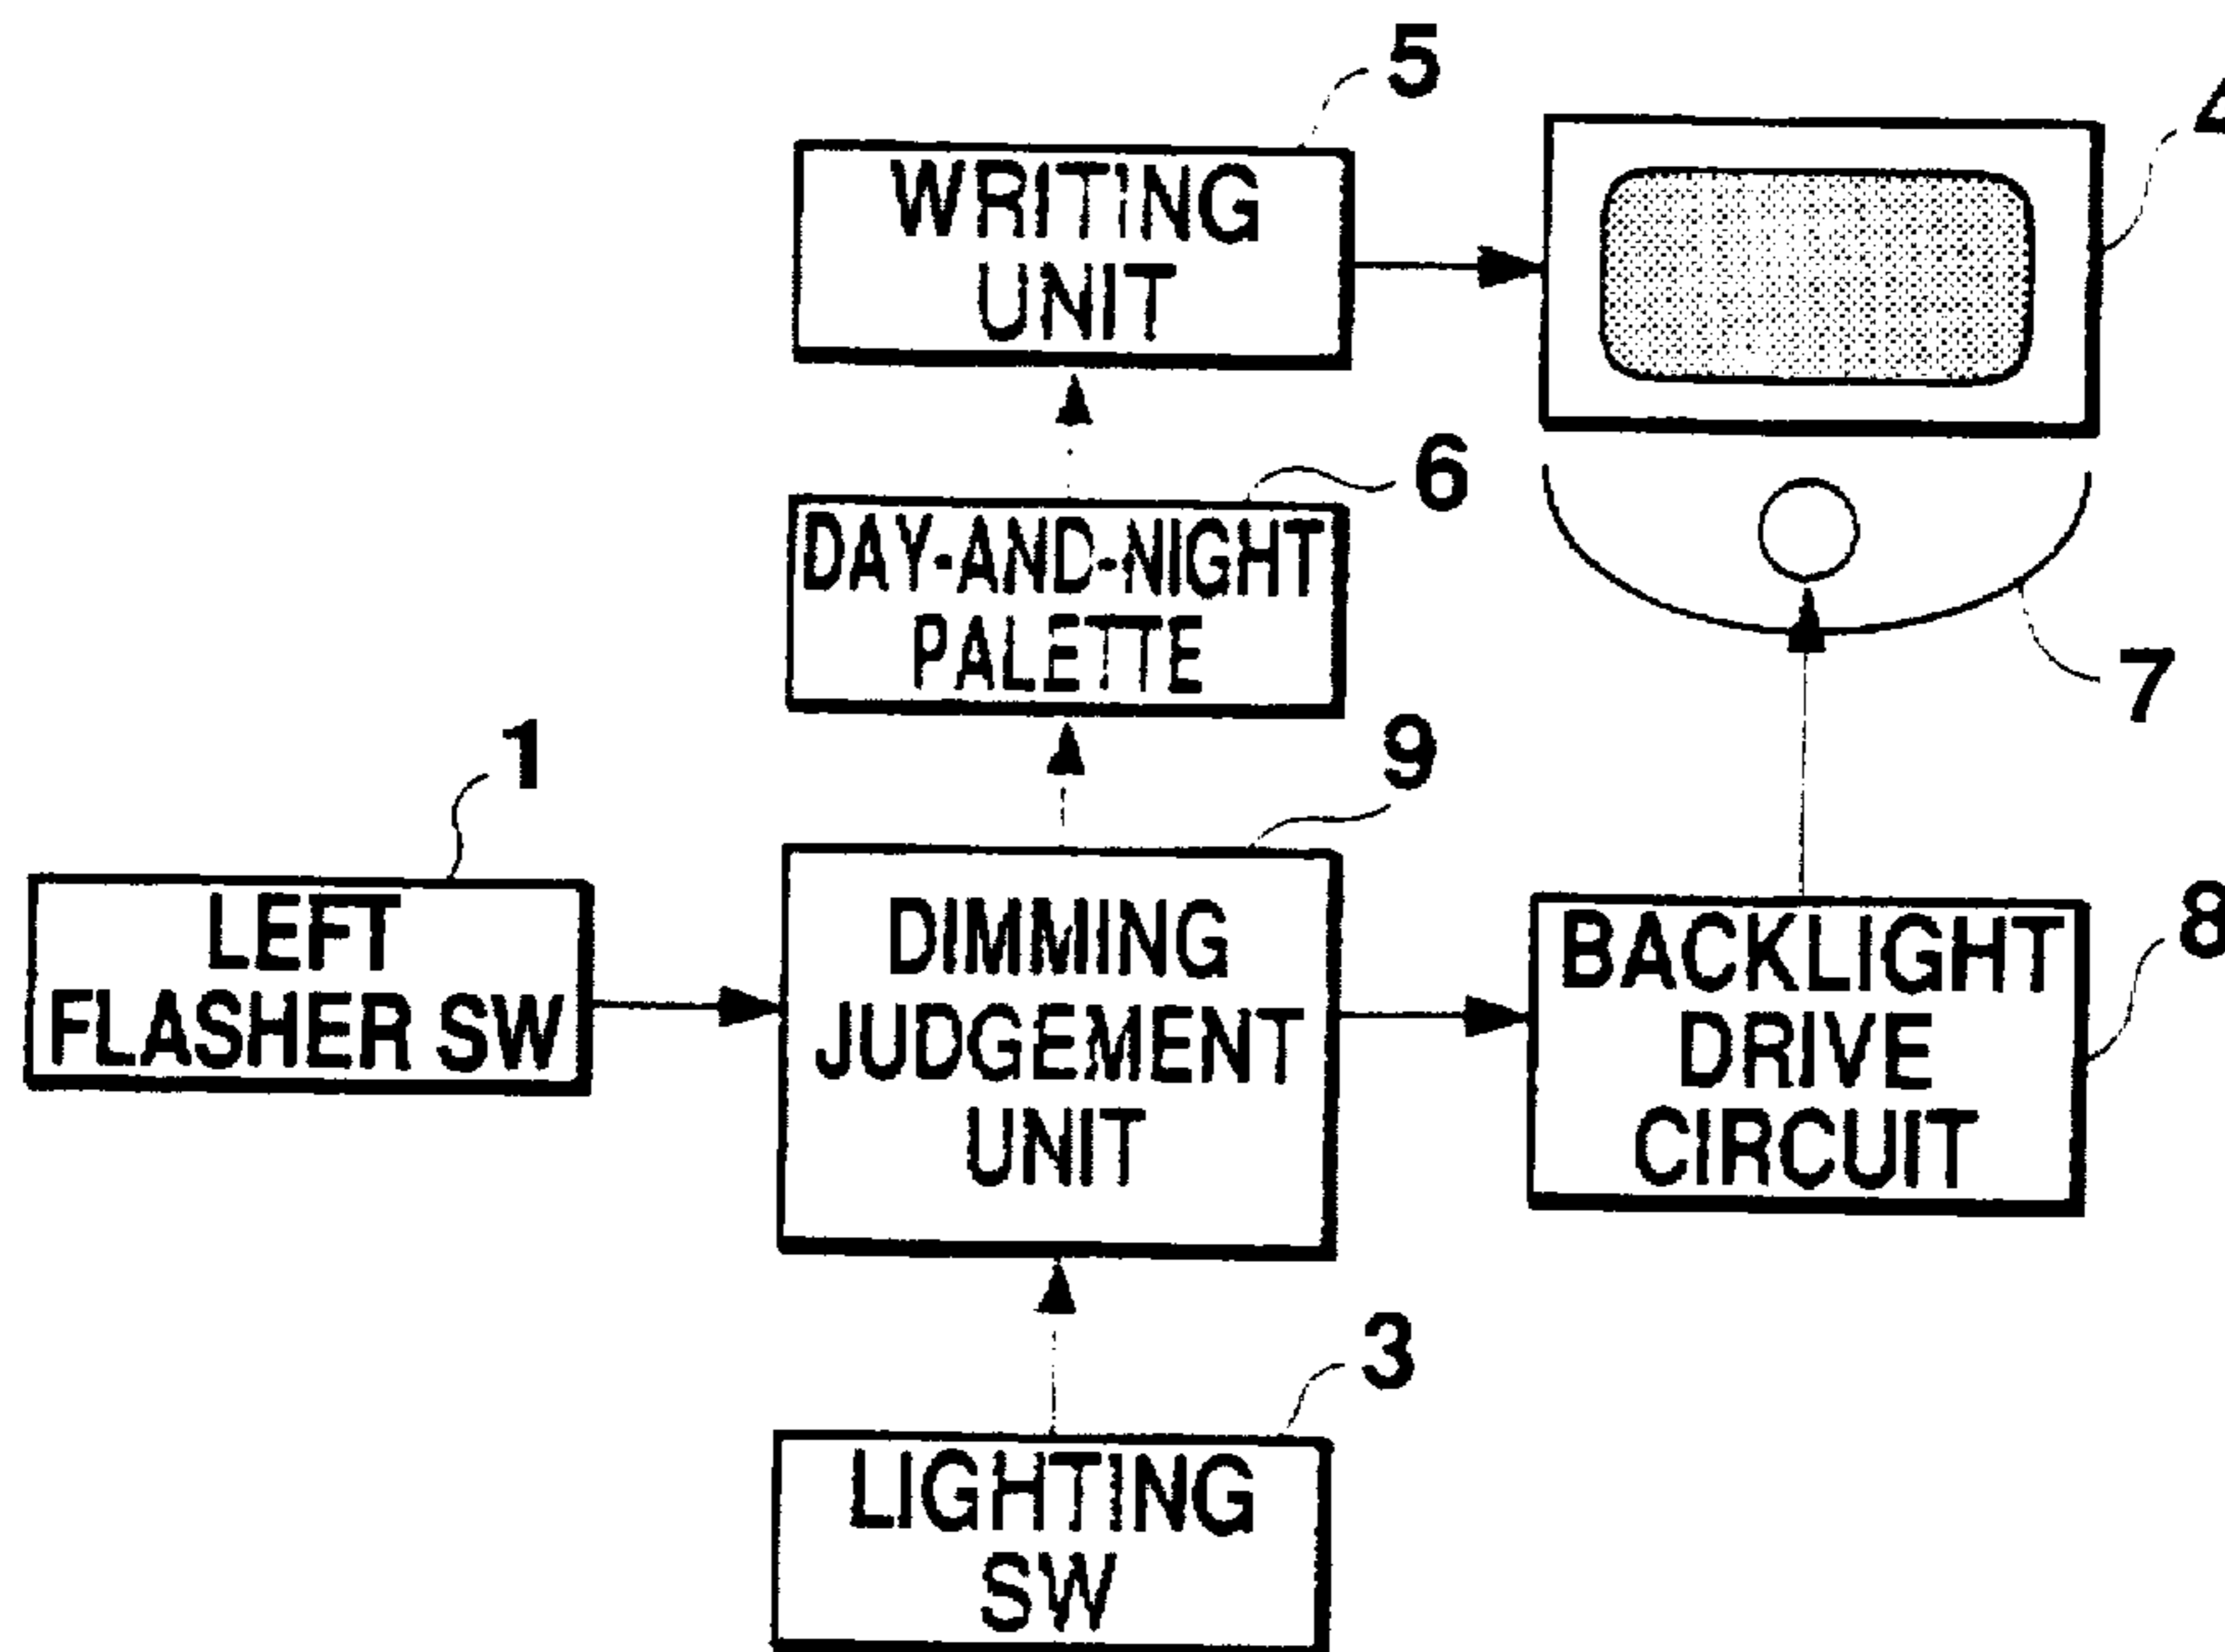 5
4
WRITING
UNIT
6
DAY-AND-NIGHT
PALETTE
7
1
9
LEFT
FLASHER SW
DIMMING
JUDGEMENT
UNIT
8
BACKLIGHT
DRIVE
CIRCUIT
3
LIGHTING
SW